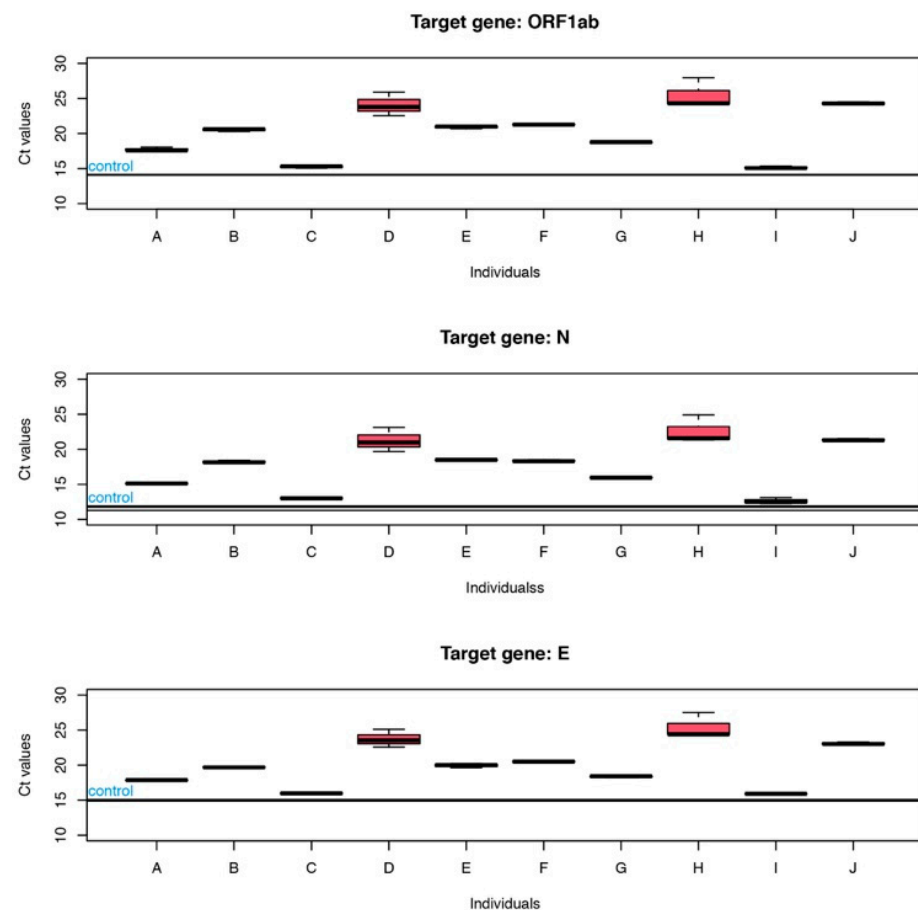 Target gene: ORF1ab
Ct values
30
25
20
15
10
control
A B C D E F G H I J
Individuals
Target gene: N
Ct values
30
25
20
15
10
control
A B C D E F G H I J
Individualss
Target gene: E
Ct values
30
25
20
15
10
control
A B C D E F G H I J
Individuals